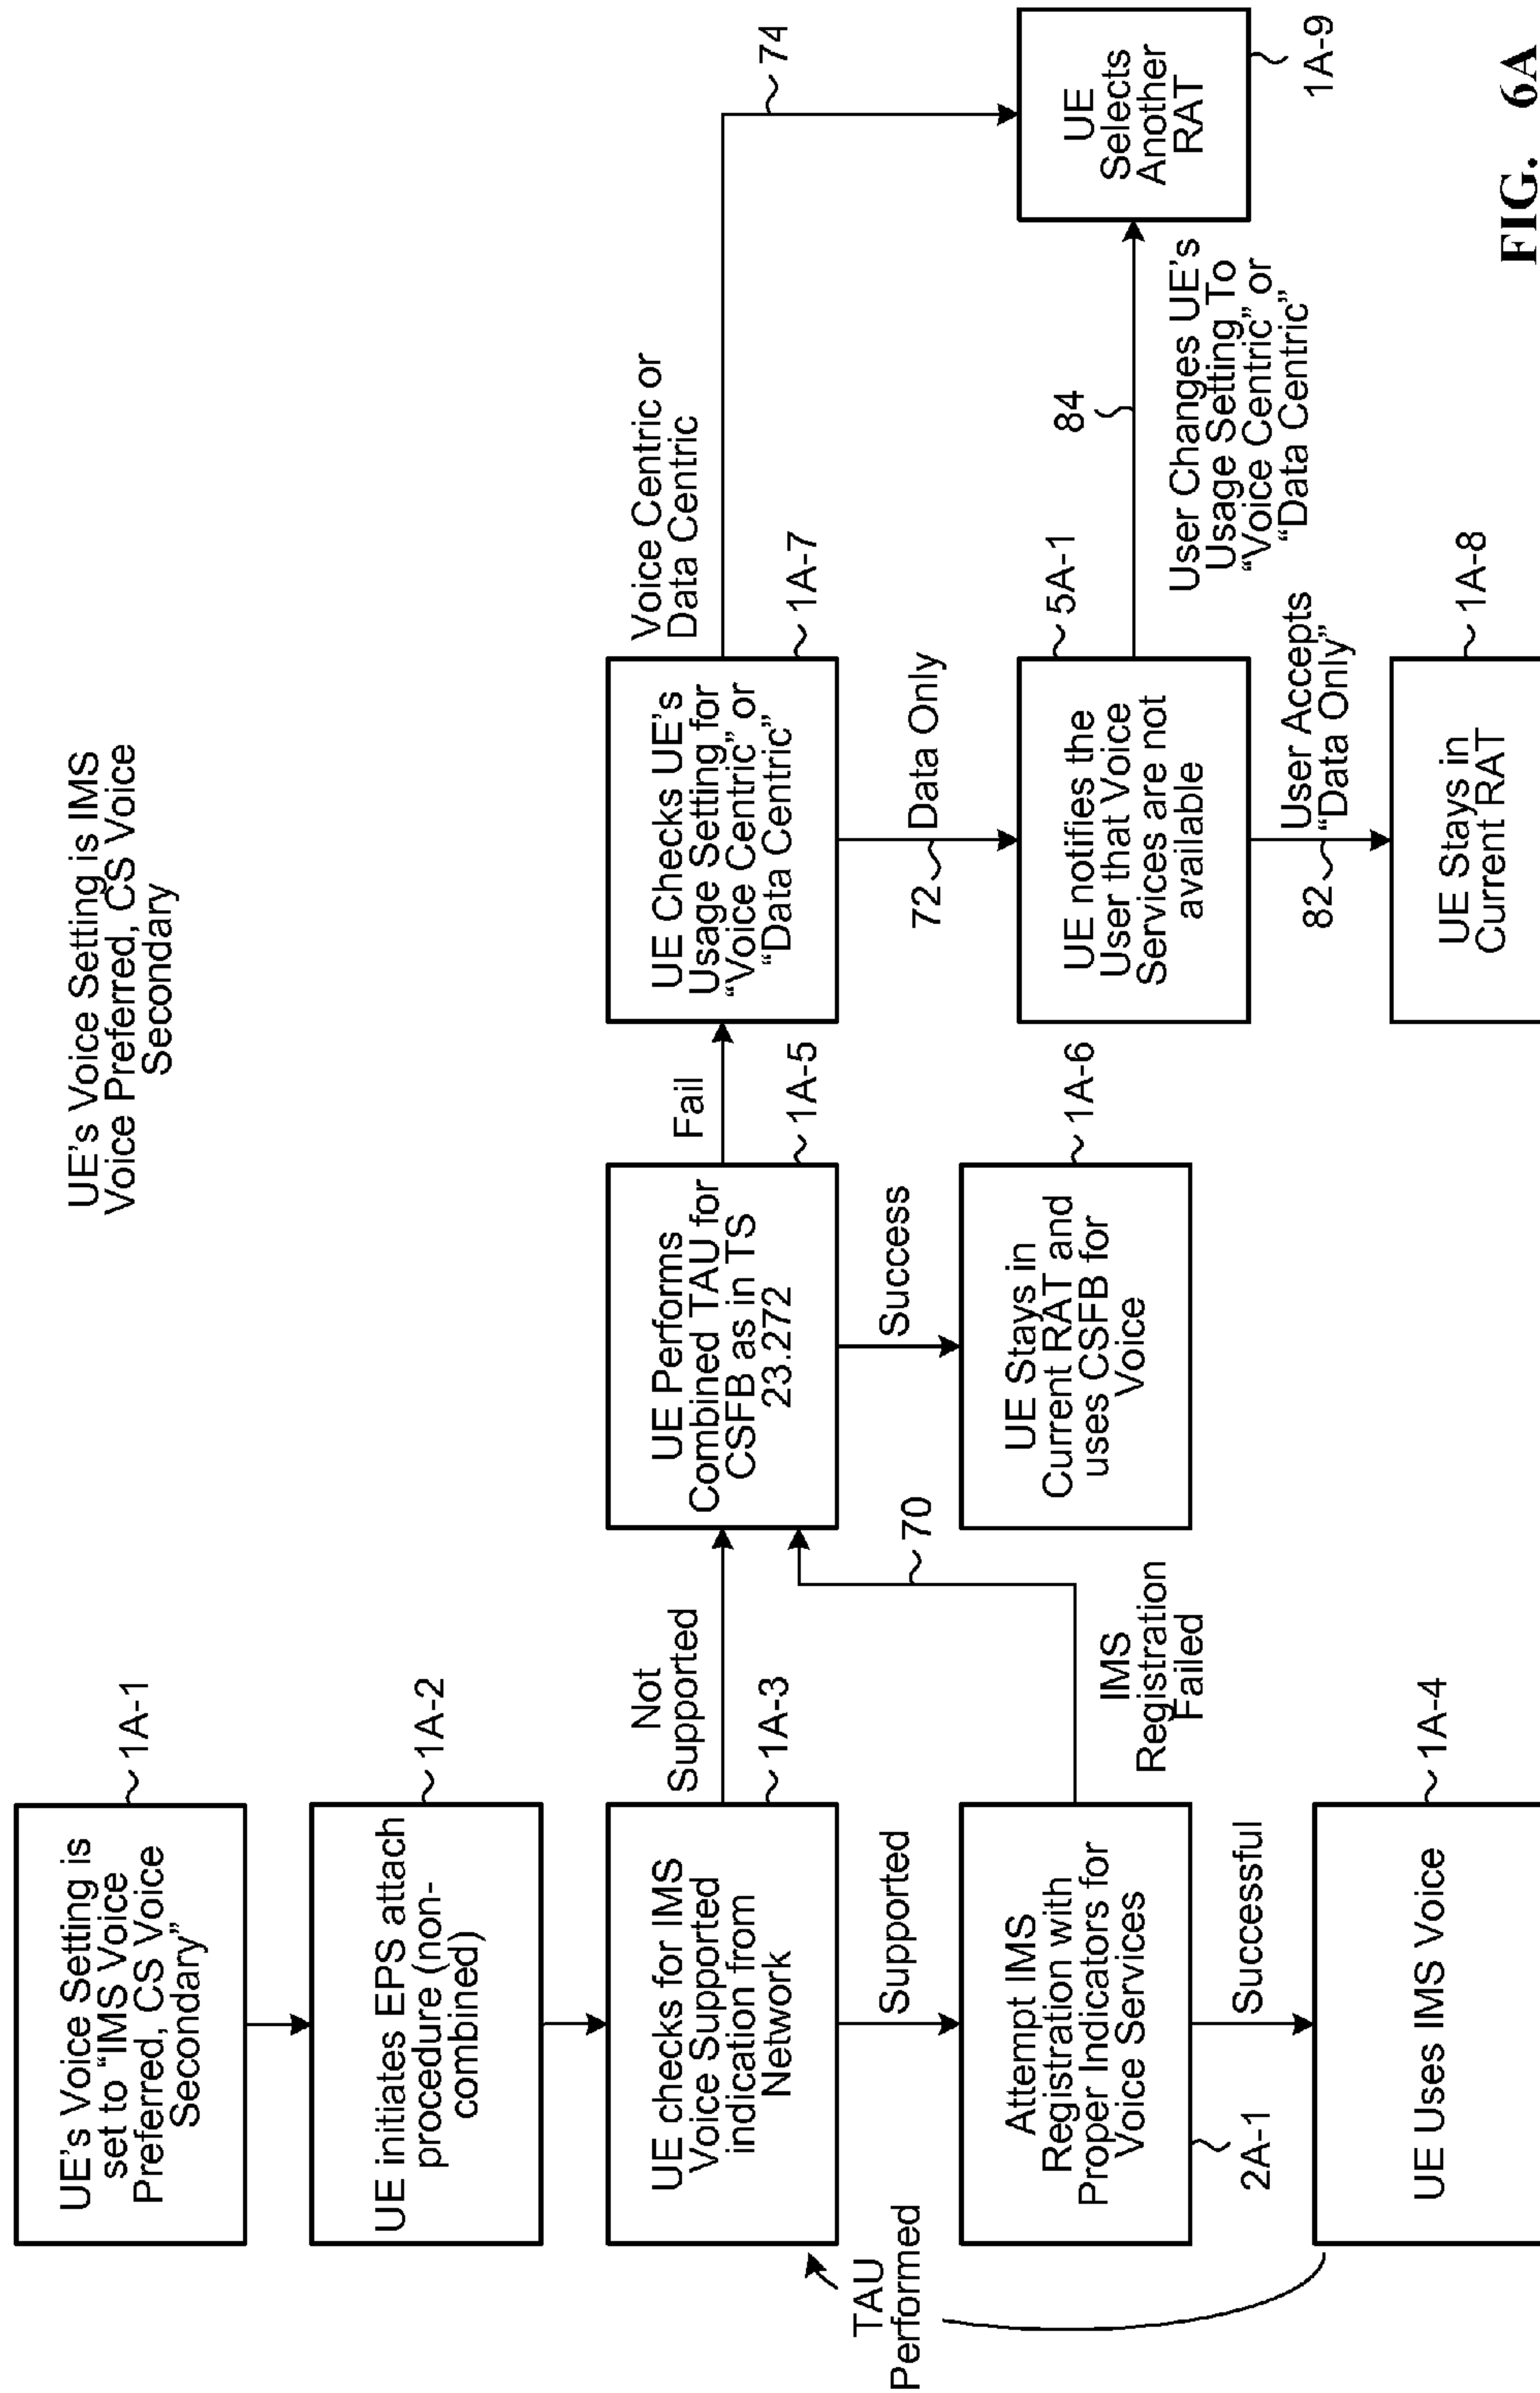 UE's Voice Setting is IMS
Voice Preferred, CS Voice
Secondary
UE's Voice Setting is
set to “IMS Voice
Preferred, CS Voice
Secondary”
1A-1
UE initiates EPS attach
procedure (non-
combined)
1A-2
UE checks for IMS
Voice Supported
indication from
Network
1A-3
Not
Supported
UE Performs
Combined TAU for
CSFB as in TS
23.272
1A-5
Fail
UE Checks UE's
Usage Setting for
“Voice Centric” or
“Data Centric”
1A-7
Voice Centric or
Data Centric
74
TAU
Performed
Supported
Success
72
Data Only
Attempt IMS
Registration with
Proper Indicators for
Voice Services
2A-1
IMS
Registration
Failed
70
UE Stays in
Current RAT and
uses CSFB for
Voice
1A-6
UE notifies the
User that Voice
Services are not
available
5A-1
84
User Changes UE's
Usage Setting To
“Voice Centric” or
“Data Centric”
UE
Selects
Another
RAT
1A-9
Successful
82
User Accepts
“Data Only”
UE Uses IMS Voice
1A-4
UE Stays in
Current RAT
1A-8
FIG. 6A